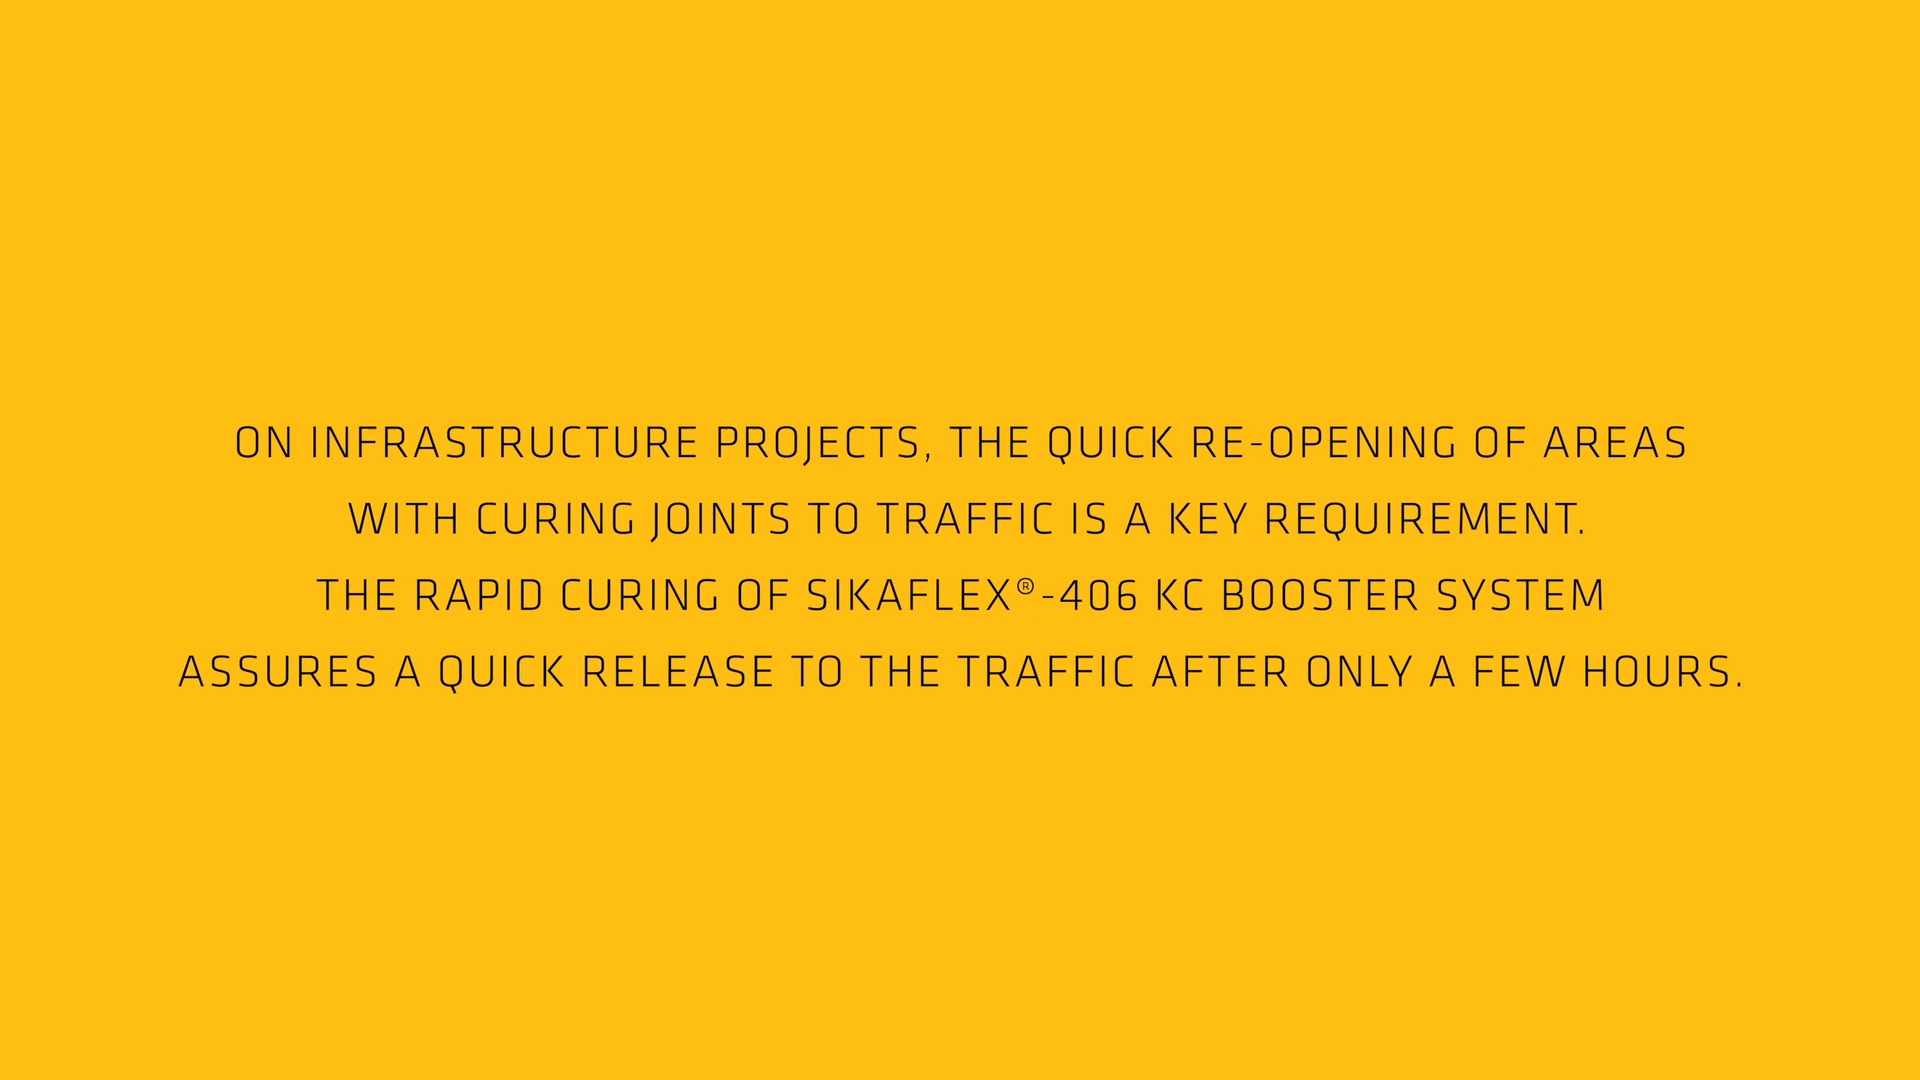 ON INFRASTRUCTURE PROJECTS, THE QUICK RE-OPENING OF AREAS
WITH CURING JOINTS TO TRAFFIC IS A KEY REQUIREMENT.
THE RAPID CURING OF SIKAFLEX®-406 KC BOOSTER SYSTEM
ASSURES A QUICK RELEASE TO THE TRAFFIC AFTER ONLY A FEW HOURS.